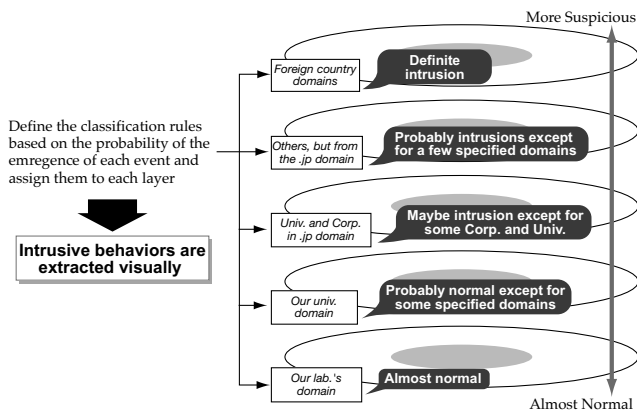 More Suspicious
Foreign country
domains
Definite
intrusion
Define the classification rules
based on the probability of the
emregence of each event and
assign them to each layer
Others, but from
the .jp domain
Probably intrusions except
for a few specified domains
Intrusive behaviors are
extracted visually
Univ. and Corp.
in .jp domain
Maybe intrusion except for
some Corp. and Univ.
Our univ.
domain
Probably normal except for
some specified domains
Our lab.'s
domain
Almost normal
Almost Normal